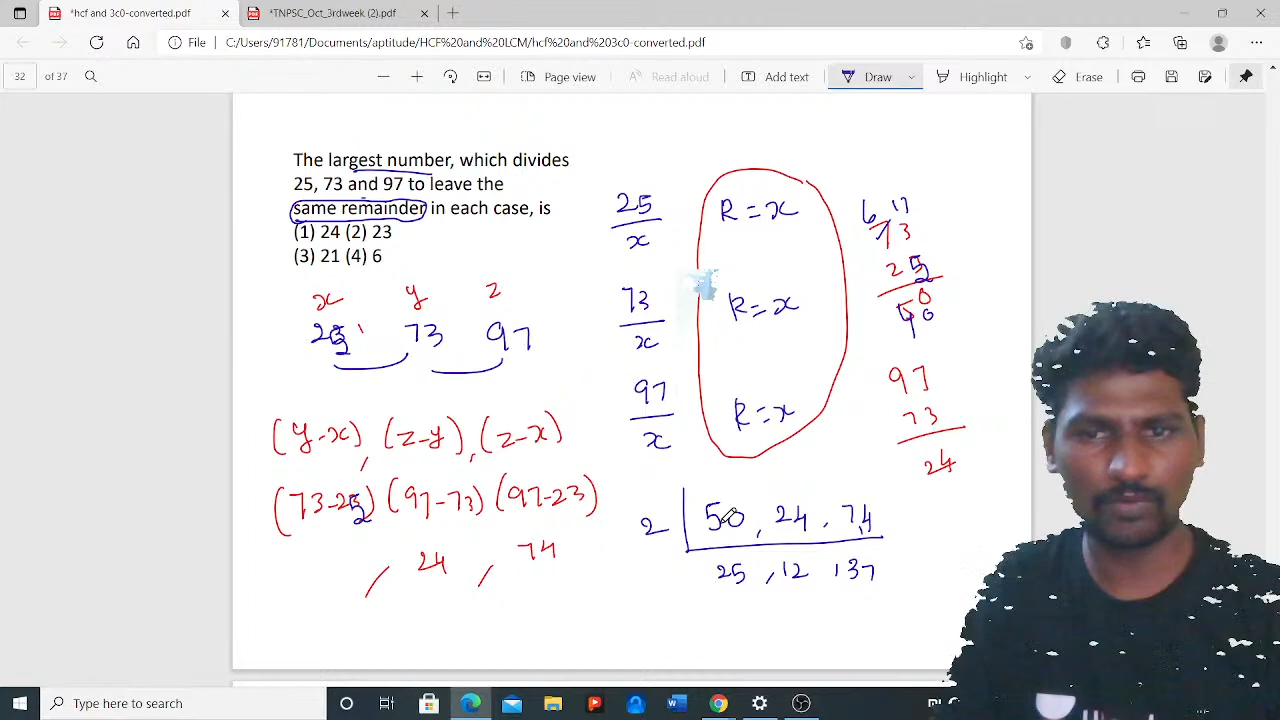 *hcf and 3c0-converted.pdf
*TNPSC_Oct_3rdweek (2).pdf
File
C:/Users/91781/Documents/aptitude/HCF%20and%20LCM/hcf%20and%203c0-converted.pdf
32 of 37
Page view
Read aloud
Add text
Draw
Highlight
Erase
The largest number, which divides
25, 73 and 97 to leave the
same remainder in each case, is
(1) 24 (2) 23
(3) 21 (4) 6
x y z
25 73 97
(y-x), (z-y), (z-x)
(73-25) (97-73) (97-23)
, 24 , 74
25/x R=x
73/x R=x
97/x R=x
6 13
73
25
97
73
24
2 50, 24, 74
25, 12, 37
Type here to search